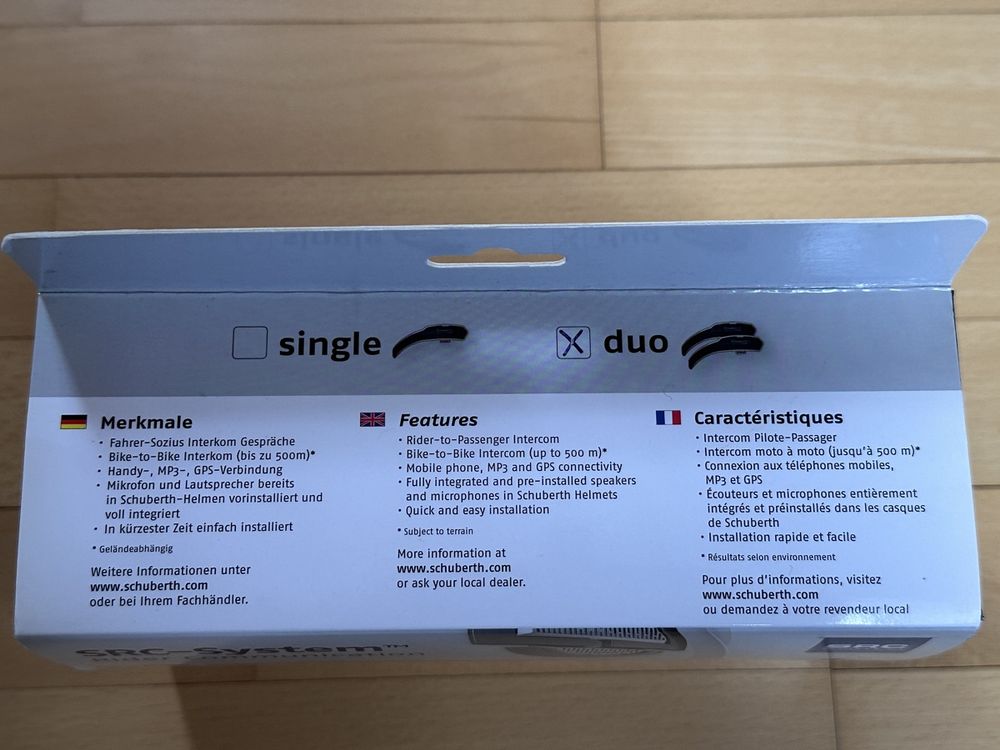 single
duo
Merkmale
• Fahrer-Sozius Interkom Gespräche
• Bike-to-Bike Interkom (bis zu 500m)*
• Handy-, MP3-, GPS-Verbindung
• Mikrofon und Lautsprecher bereits
in Schuberth-Helmen vorinstalliert und
voll integriert
• In kürzester Zeit einfach installiert
* Geländeabhängig
Weitere Informationen unter
www.schuberth.com
oder bei Ihrem Fachhändler.
Features
• Rider-to-Passenger Intercom
• Bike-to-Bike Intercom (up to 500 m)*
• Mobile phone, MP3 and GPS connectivity
• Fully integrated and pre-installed speakers
and microphones in Schuberth Helmets
• Quick and easy installation
* Subject to terrain
More information at
www.schuberth.com
or ask your local dealer.
Caractéristiques
• Intercom Pilote-Passager
• Intercom moto à moto (jusqu'à 500 m)*
• Connexion aux téléphones mobiles,
MP3 et GPS
• Écouteurs et microphones entièrement
intégrés et préinstallés dans les casques
de Schuberth
• Installation rapide et facile
* Résultats selon environnement
Pour plus d'informations, visitez
www.schuberth.com
ou demandez à votre revendeur local
SRC-System™
Rider Communication
SRC